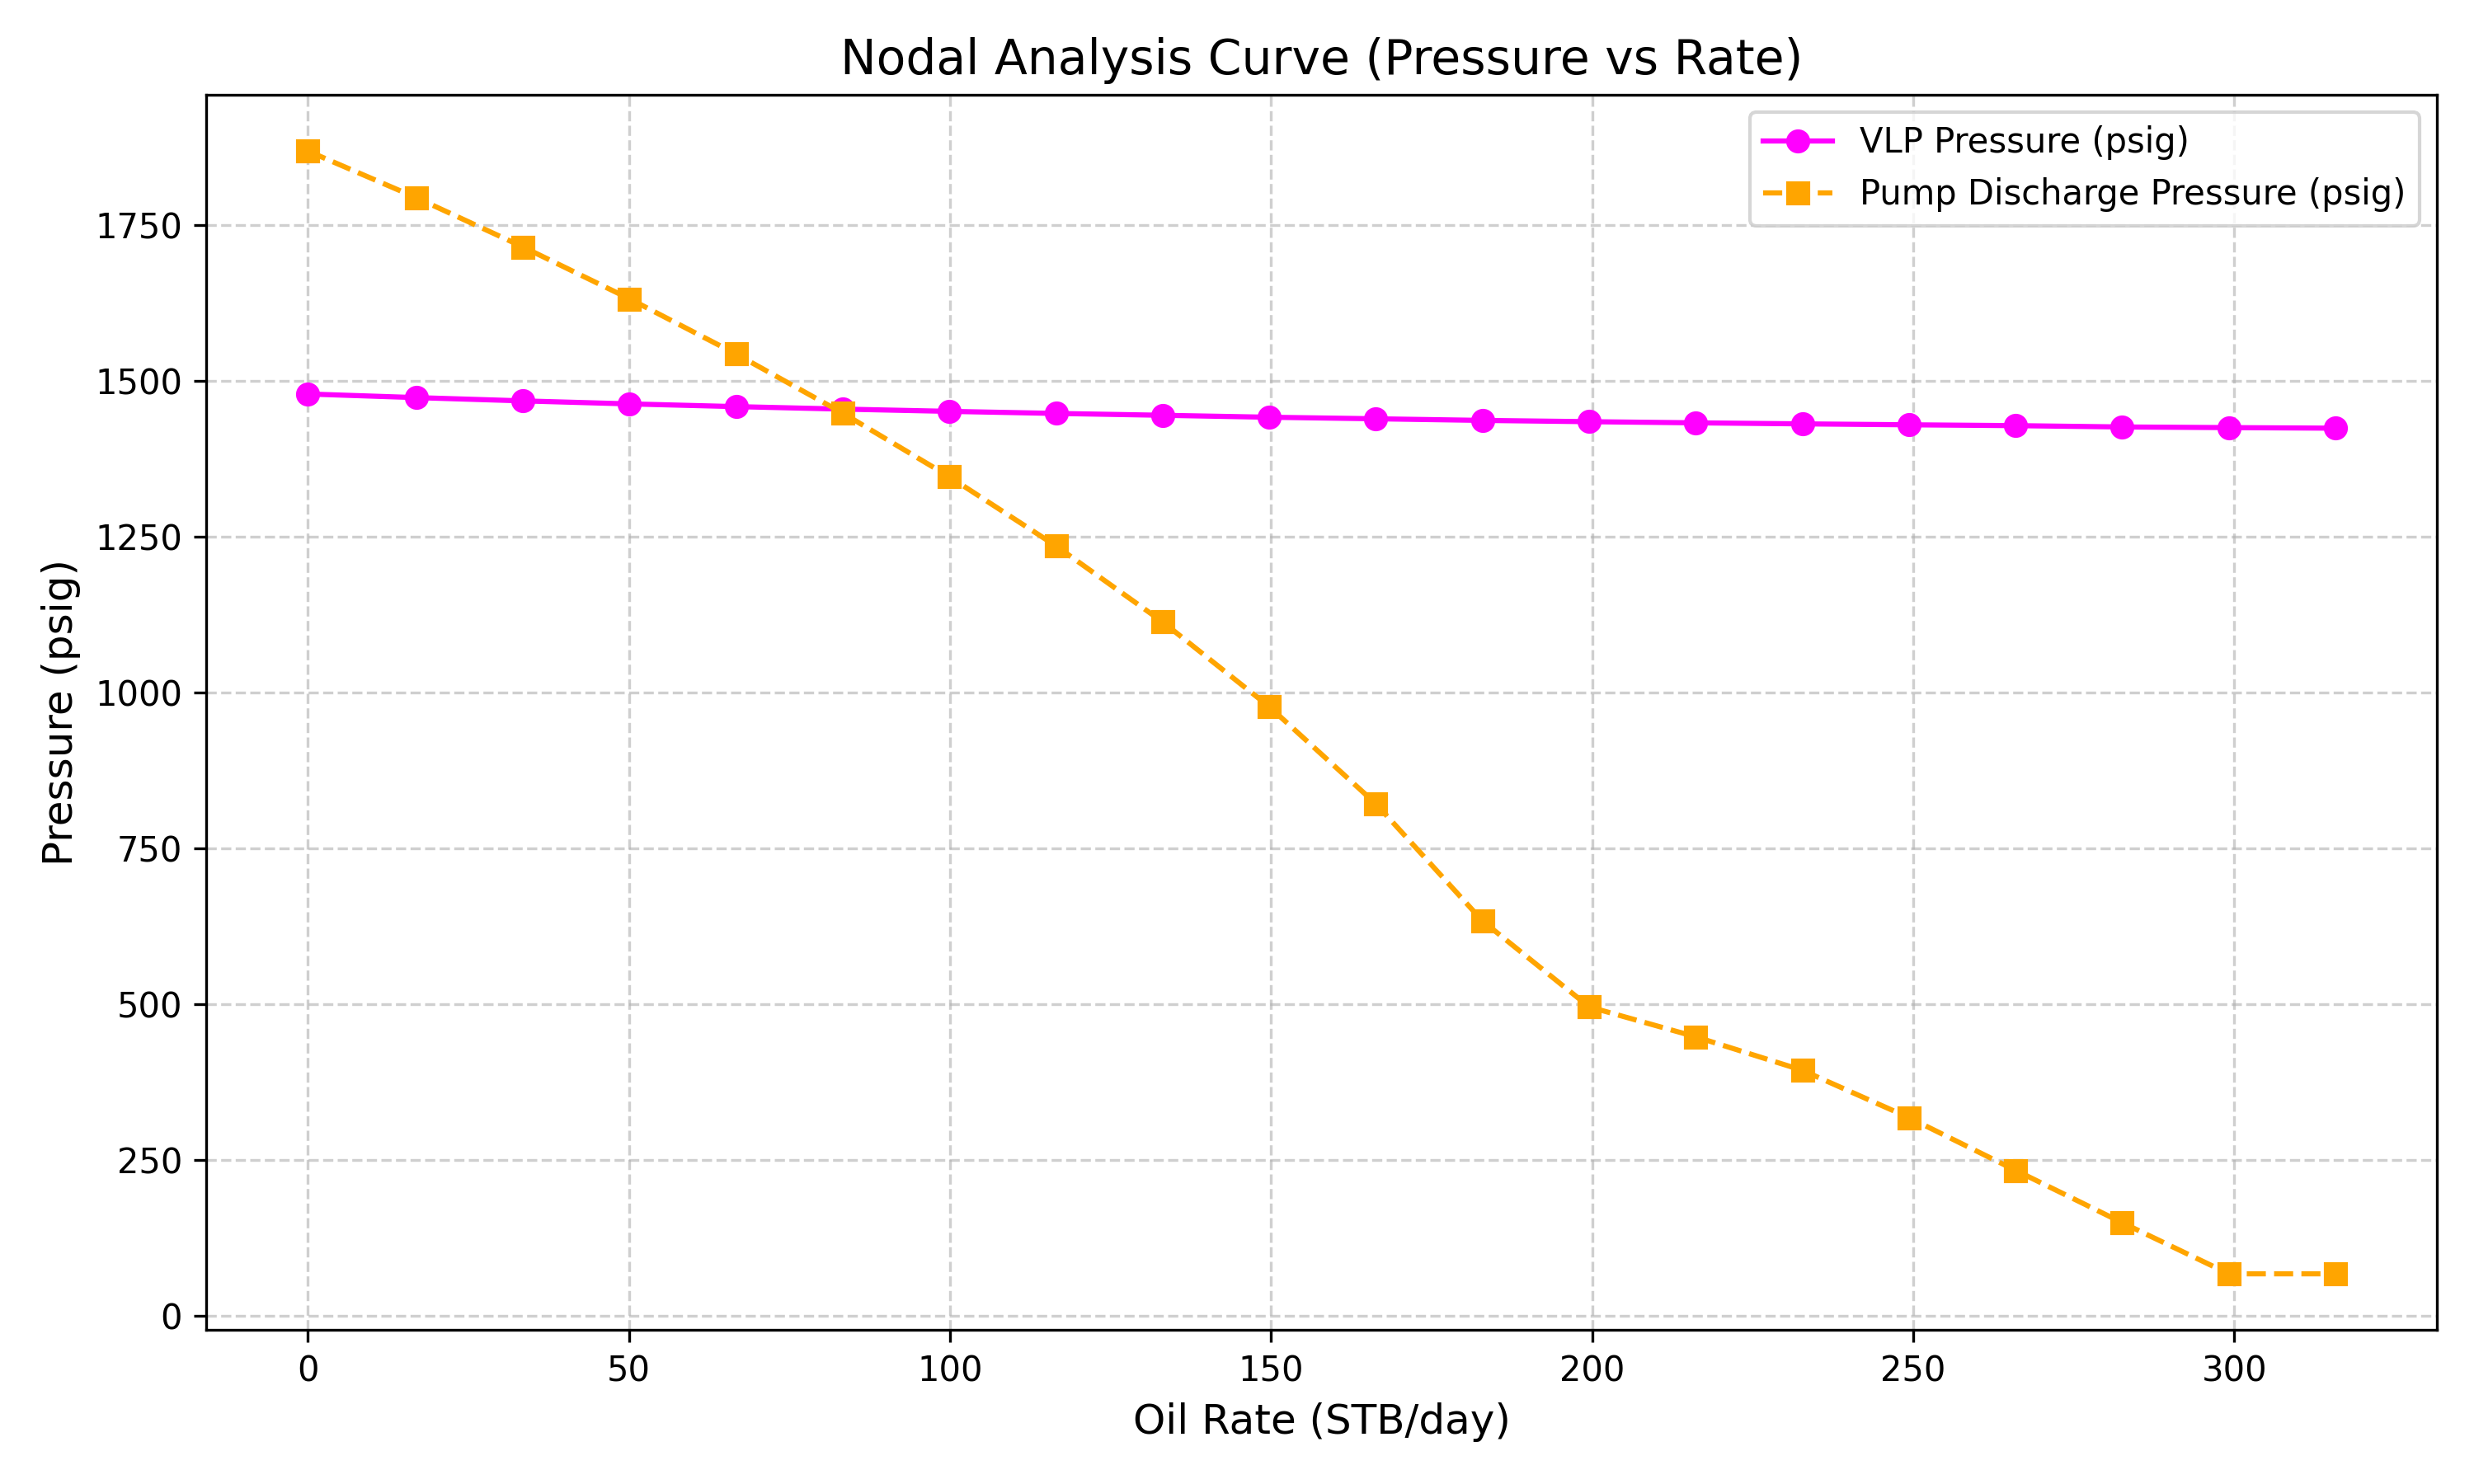 Nodal Analysis Curve (Pressure vs Rate)
VLP Pressure (psig)
Pump Discharge Pressure (psig)
Pressure (psig)
1750
1500
1250
1000
750
500
250
0
0 50 100 150 200 250 300
Oil Rate (STB/day)